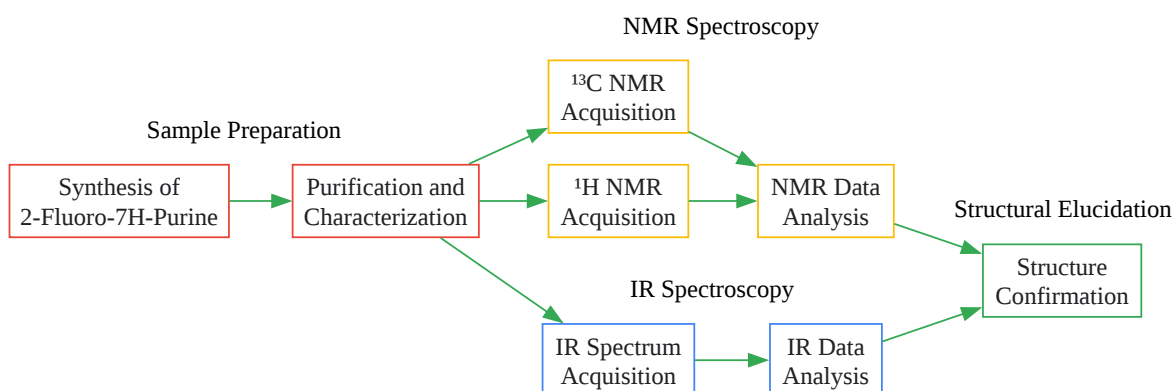 NMR Spectroscopy
¹³C NMR
Acquisition
Sample Preparation
Synthesis of
2-Fluoro-7H-Purine
Purification and
Characterization
¹H NMR
Acquisition
NMR Data
Analysis
Structural Elucidation
Structure
Confirmation
IR Spectroscopy
IR Spectrum
Acquisition
IR Data
Analysis